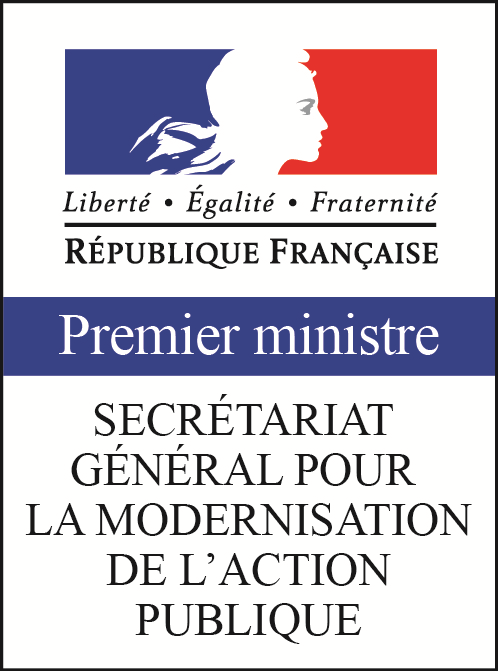 Liberté • Égalité • Fraternité
RÉPUBLIQUE FRANÇAISE
Premier ministre
SECRÉTARIAT
GÉNÉRAL POUR
LA MODERNISATION
DE L’ACTION
PUBLIQUE